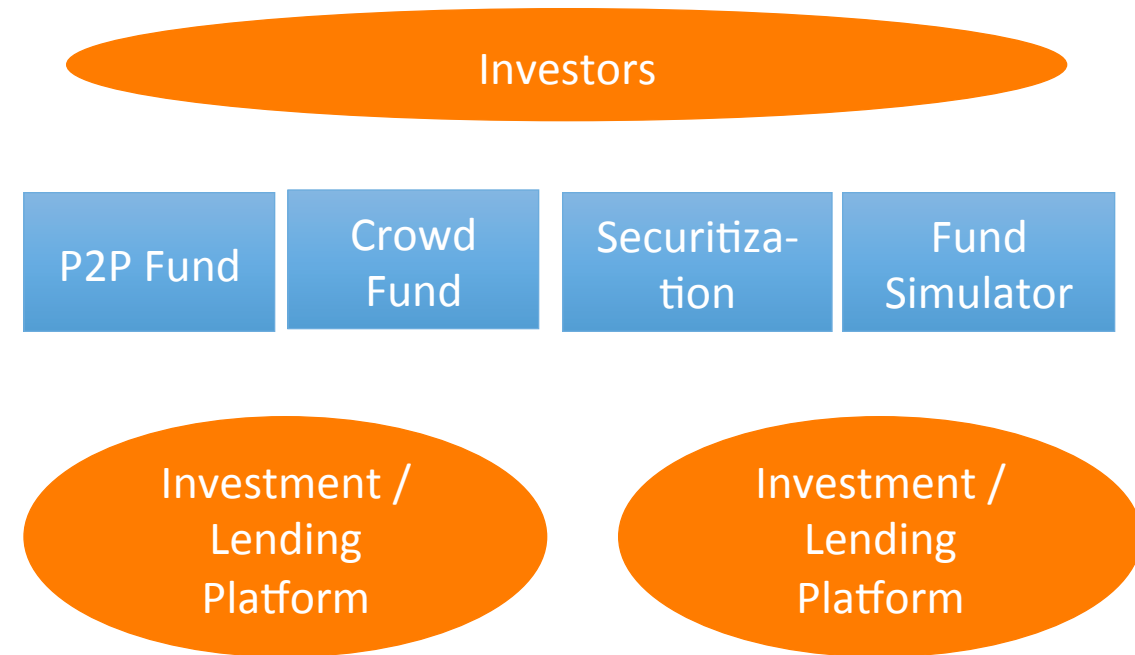 Investors
P2P Fund
Crowd
Fund
Securitiza-
tion
Fund
Simulator
Investment /
Lending
Platform
Investment /
Lending
Platform